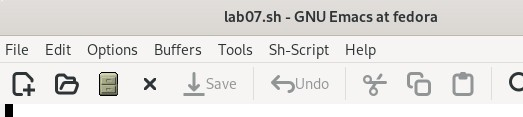 lab07.sh - GNU Emacs at fedora
File Edit Options Buffers Tools Sh-Script Help
Save Undo